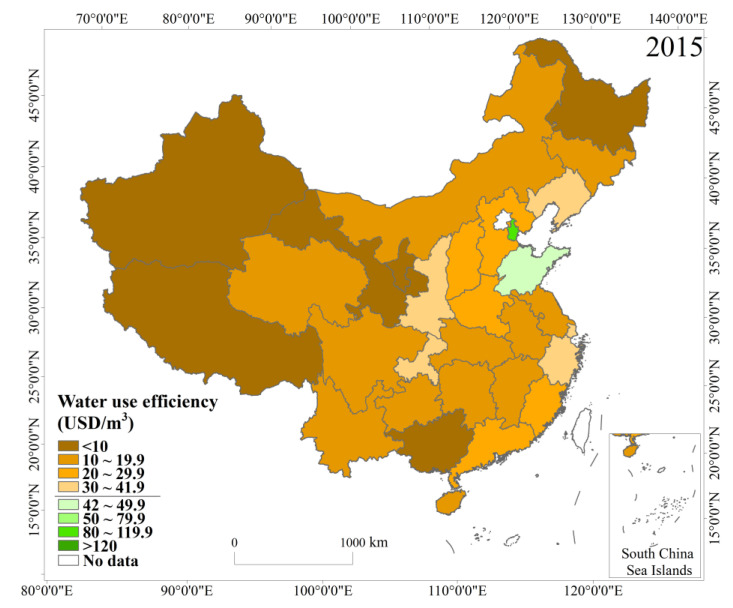 70°0'0"E 80°0'0"E 90°0'0"E 100°0'0"E 110°0'0"E 120°0'0"E 130°0'0"E 140°0'0"E
2015
45°0'0"N
40°0'0"N
35°0'0"N
30°0'0"N
25°0'0"N
20°0'0"N
15°0'0"N
45°0'0"N
40°0'0"N
35°0'0"N
30°0'0"N
25°0'0"N
20°0'0"N
15°0'0"N
Water use efficiency
(USD/m³)
<10
10 ~ 19.9
20 ~ 29.9
30 ~ 41.9
42 ~ 49.9
50 ~ 79.9
80 ~ 119.9
>120
No data
0 1000 km
South China
Sea Islands
80°0'0"E 90°0'0"E 100°0'0"E 110°0'0"E 120°0'0"E